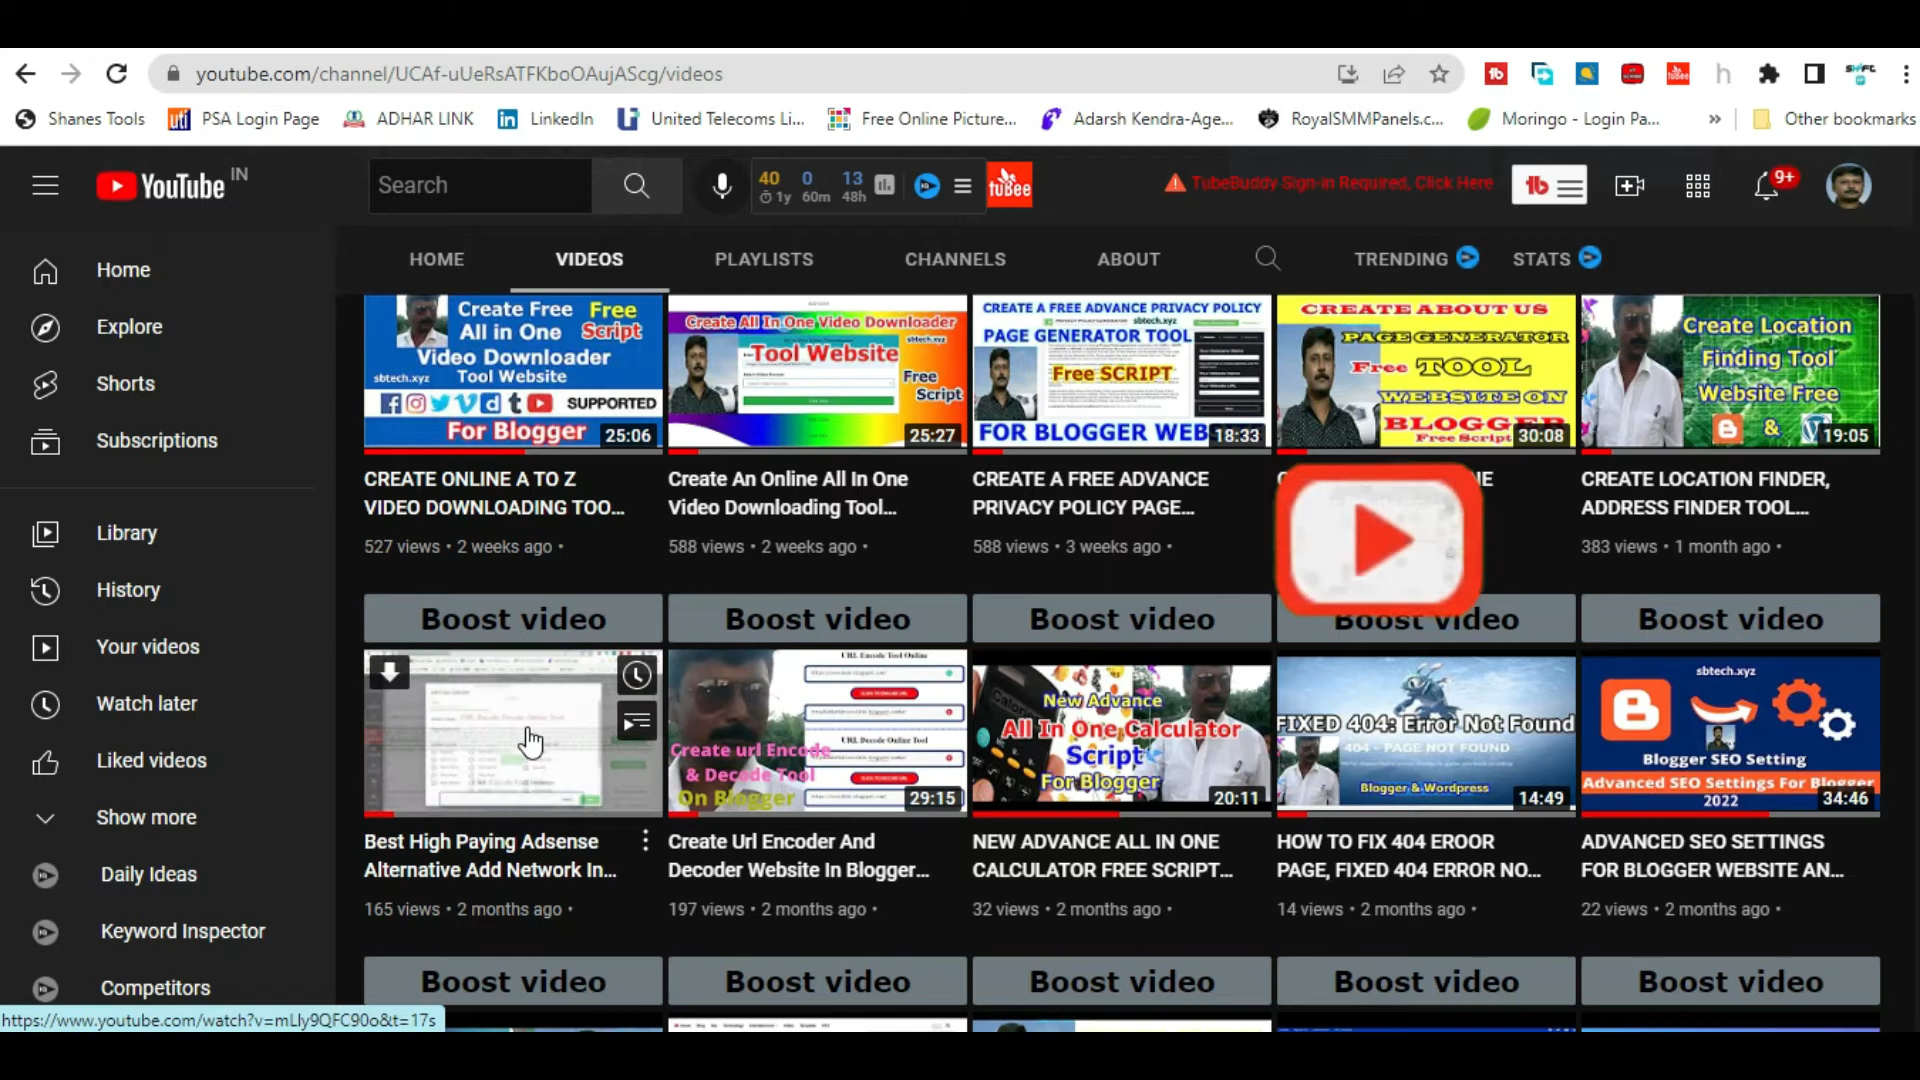 youtube.com/channel/UCAf-uUeRsATFKboOAujAScg/videos
Shanes Tools
PSA Login Page
ADHAR LINK
LinkedIn
United Telecoms Li...
Free Online Picture...
Adarsh Kendra-Age...
RoyalSMMPanels.c...
Moringo - Login Pa...
»
Other bookmarks
YouTube IN
Search
40 0 13
1y 60m 48h
tuBee
TubeBuddy Sign-in Required, Click Here
9+
Home
Explore
Shorts
Subscriptions
Library
History
Your videos
Watch later
Liked videos
Show more
Daily Ideas
Keyword Inspector
Competitors
HOME
VIDEOS
PLAYLISTS
CHANNELS
ABOUT
TRENDING
STATS
Create Free Free
All in One Script
Video Downloader
sbtech.xyz Tool Website
SUPPORTED
For Blogger 25:06
CREATE ONLINE A TO Z
VIDEO DOWNLOADING TOO...
527 views • 2 weeks ago •
Create All In One Video Downloader
sbtech.xyz
Tool Website
Free
Script
25:27
Create An Online All In One
Video Downloading Tool...
588 views • 2 weeks ago •
CREATE A FREE ADVANCE PRIVACY POLICY
sbtech.xyz
PAGE GENERATOR TOOL
Free SCRIPT
FOR BLOGGER WEB 18:33
CREATE A FREE ADVANCE
PRIVACY POLICY PAGE...
588 views • 3 weeks ago •
CREATE ABOUT US
PAGE GENERATOR
Free TOOL
WEBSITE ON
BLOGGER
Free Script 30:08
Create Location
Finding Tool
Website Free
&
19:05
CREATE LOCATION FINDER,
ADDRESS FINDER TOOL...
383 views • 1 month ago •
Boost video
Boost video
Boost video
Boost video
Boost video
Best High Paying Adsense
Alternative Add Network In...
165 views • 2 months ago •
URL Encode Tool Online
URL Decode Online Tool
Create url Encode
& Decode Tool
On Blogger
29:15
Create Url Encoder And
Decoder Website In Blogger...
197 views • 2 months ago •
New Advance
All In One Calculator
Script
For Blogger
20:11
NEW ADVANCE ALL IN ONE
CALCULATOR FREE SCRIPT...
32 views • 2 months ago •
FIXED 404: Error Not Found
404 - PAGE NOT FOUND
Blogger & Wordpress
14:49
HOW TO FIX 404 EROOR
PAGE, FIXED 404 ERROR NO...
14 views • 2 months ago •
sbtech.xyz
Blogger SEO Setting
Advanced SEO Settings For Blogger
2022 34:46
ADVANCED SEO SETTINGS
FOR BLOGGER WEBSITE AN...
22 views • 2 months ago •
Boost video
Boost video
Boost video
Boost video
Boost video
https://www.youtube.com/watch?v=mLly9QFC90o&t=17s